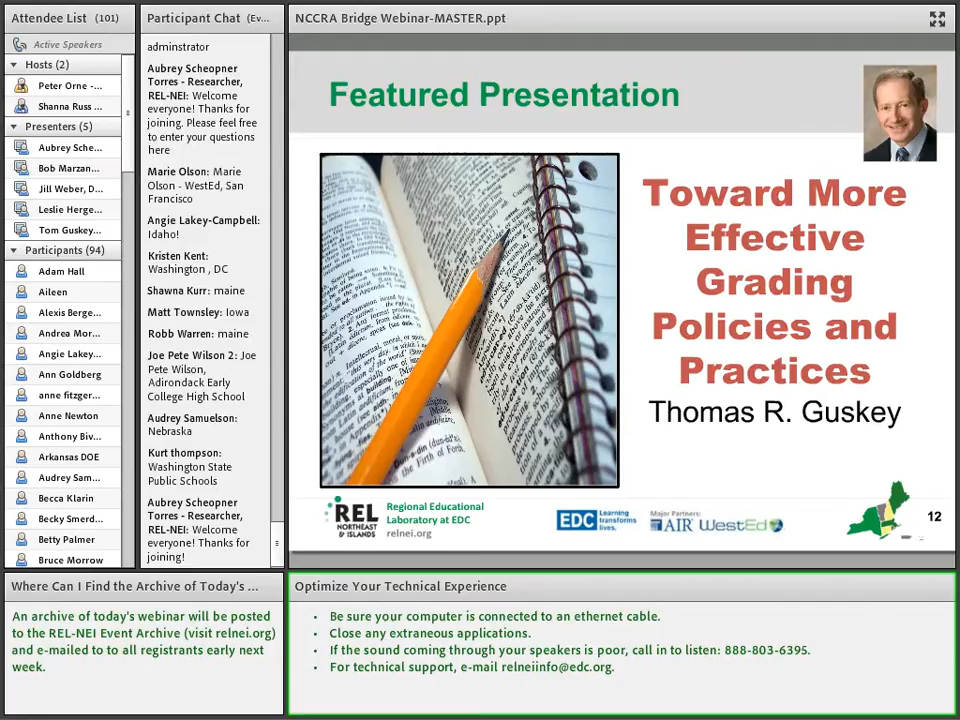 Attendee List (101)
Active Speakers
Hosts (2)
Peter Orne -...
Shanna Russ ...
Presenters (5)
Aubrey Sche...
Bob Marzan...
Jill Weber, D...
Leslie Herge...
Tom Guskey...
Participants (94)
Adam Hall
Aileen
Alexis Berge...
Andrea Mor...
Angie Lakey...
Ann Goldberg
anne fitzger...
Anne Newton
Anthony Biv...
Arkansas DOE
Audrey Sam...
Becca Klarin
Becky Smerd...
Betty Palmer
Bruce Morrow
Participant Chat (Ev...
adminstrator
Aubrey Scheopner
Torres - Researcher,
REL-NEI: Welcome
everyone! Thanks for
joining. Please feel free
to enter your questions
here
Marie Olson: Marie
Olson - WestEd, San
Francisco
Angie Lakey-Campbell:
Idaho!
Kristen Kent:
Washington , DC
Shawna Kurr: maine
Matt Townsley: Iowa
Robb Warren: maine
Joe Pete Wilson 2: Joe
Pete Wilson,
Adirondack Early
College High School
Audrey Samuelson:
Nebraska
Kurt thompson:
Washington State
Public Schools
Aubrey Scheopner
Torres - Researcher,
REL-NEI: Welcome
everyone! Thanks for
joining!
NCCRA Bridge Webinar-MASTER.ppt
Featured Presentation
Toward More
Effective
Grading
Policies and
Practices
Thomas R. Guskey
REL
NORTHEAST
& ISLANDS
Regional Educational
Laboratory at EDC
relnei.org
EDC Learning
transforms
lives.
Major Partners:
AIR WestEd
12
Where Can I Find the Archive of Today's ...
An archive of today's webinar will be posted
to the REL-NEI Event Archive (visit relnei.org)
and e-mailed to to all registrants early next
week.
Optimize Your Technical Experience
• Be sure your computer is connected to an ethernet cable.
• Close any extraneous applications.
• If the sound coming through your speakers is poor, call in to listen: 888-803-6395.
• For technical support, e-mail relneiinfo@edc.org.